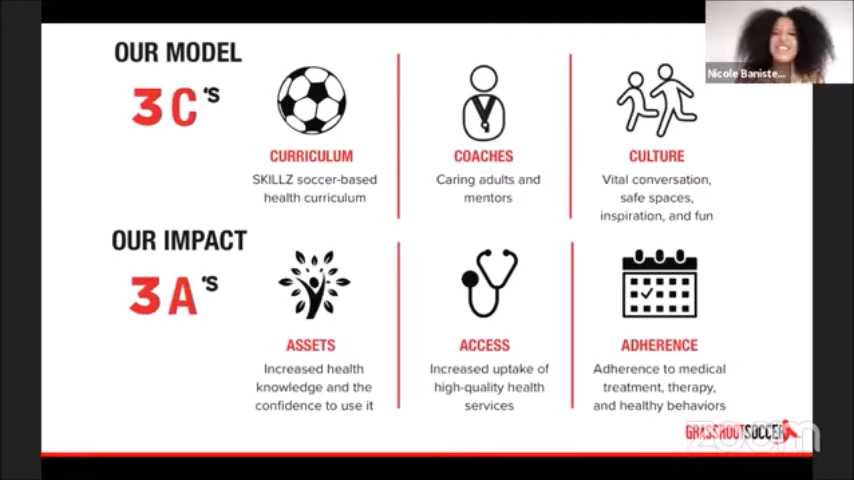 OUR MODEL
3 C 'S
CURRICULUM
SKILLZ soccer-based
health curriculum
COACHES
Caring adults and
mentors
CULTURE
Vital conversation,
safe spaces,
inspiration, and fun
OUR IMPACT
3 A 'S
ASSETS
Increased health
knowledge and the
confidence to use it
ACCESS
Increased uptake of
high-quality health
services
ADHERENCE
Adherence to medical
treatment, therapy,
and healthy behaviors
Nicole Baniste...
GRASSROOTSOCCER
zoom